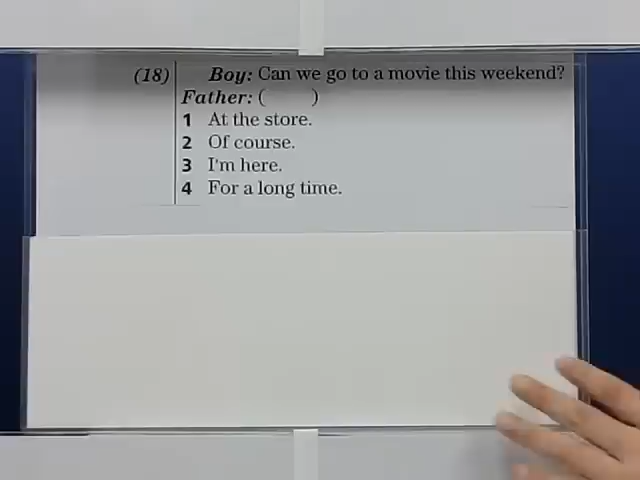 (18) Boy: Can we go to a movie this weekend?
Father: (     )
1 At the store.
2 Of course.
3 I'm here.
4 For a long time.